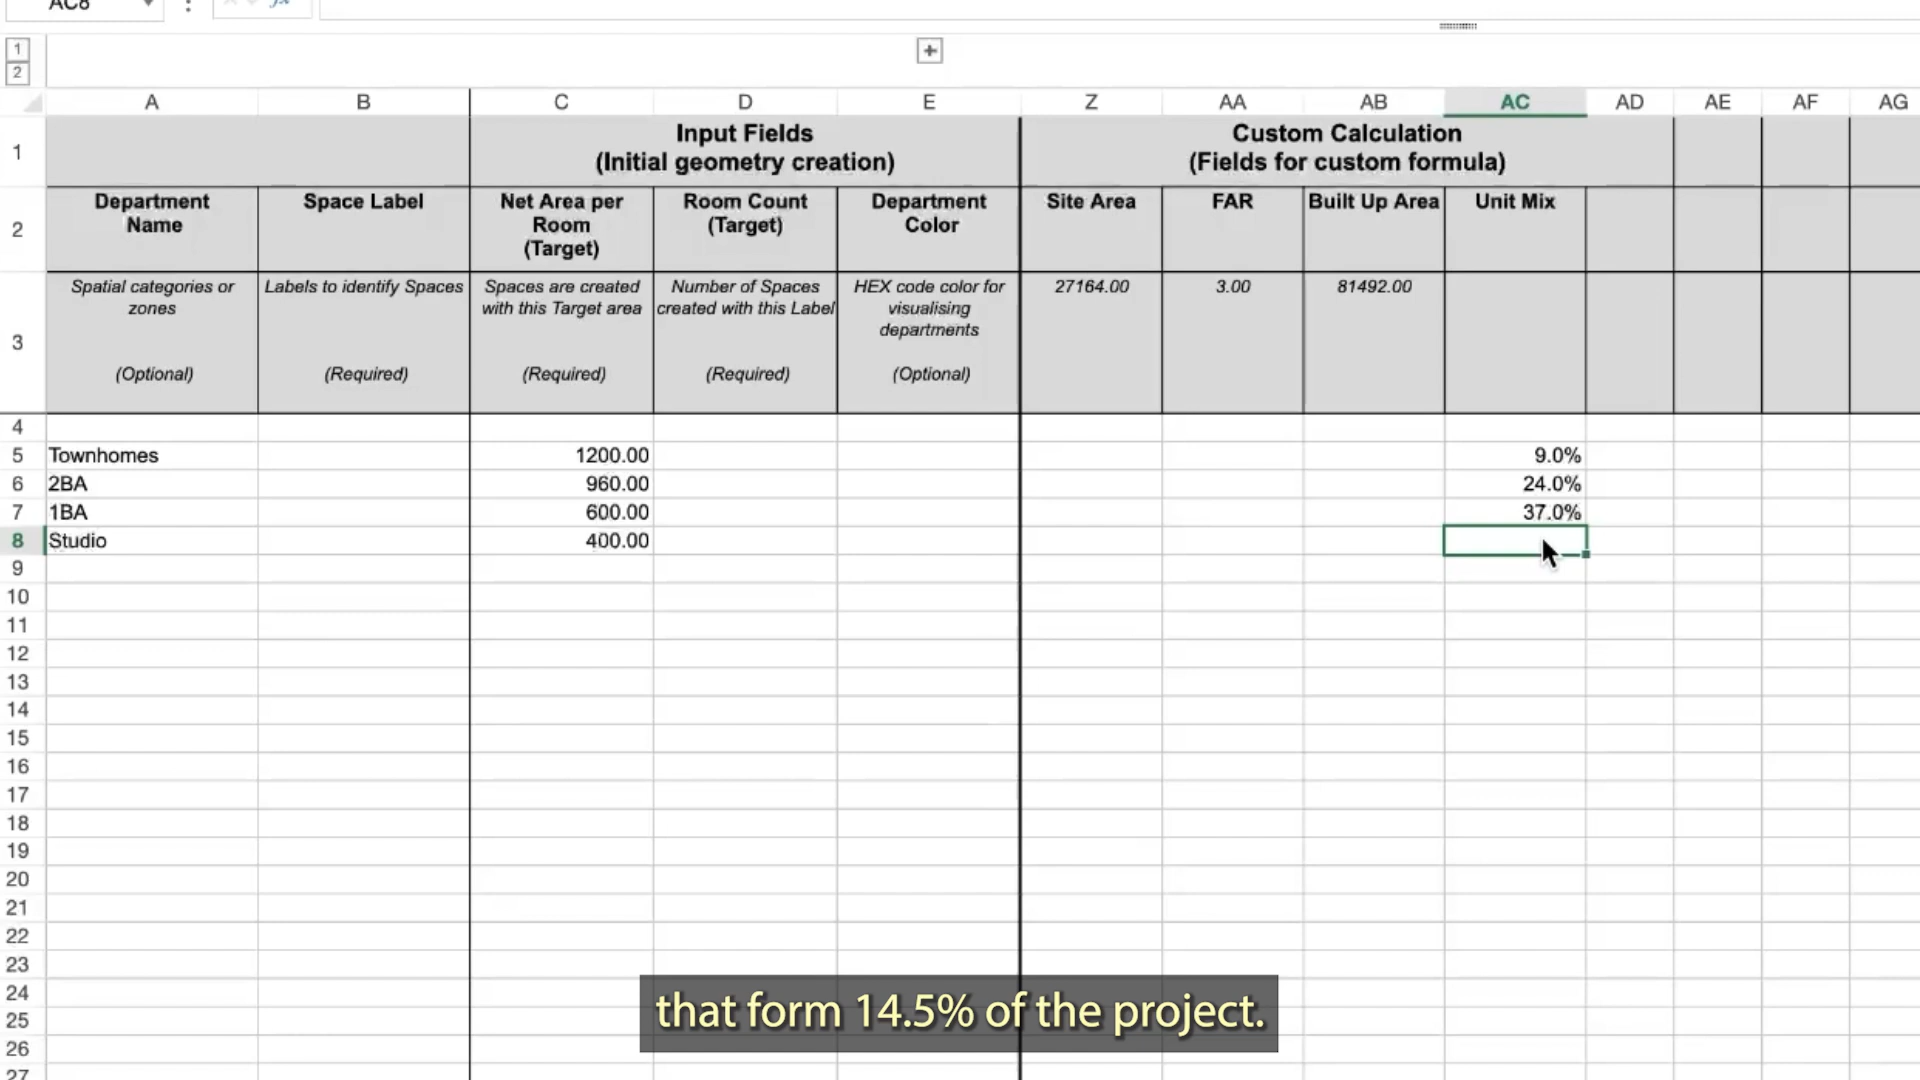 AC8
fx
1
2
+
A B C D E Z AA AB AC AD AE AF AG
1
Input Fields
(Initial geometry creation)
Custom Calculation
(Fields for custom formula)
2
Department
Name
Space Label
Net Area per
Room
(Target)
Room Count
(Target)
Department
Color
Site Area
FAR
Built Up Area
Unit Mix
3
Spatial categories or
zones
(Optional)
Labels to identify Spaces
(Required)
Spaces are created
with this Target area
(Required)
Number of Spaces
created with this Label
(Required)
HEX code color for
visualising
departments
(Optional)
27164.00
3.00
81492.00
4
5 Townhomes 1200.00 9.0%
6 2BA 960.00 24.0%
7 1BA 600.00 37.0%
8 Studio 400.00
9
10
11
12
13
14
15
16
17
18
19
20
21
22
23
24
25
26
27
that form 14.5% of the project.